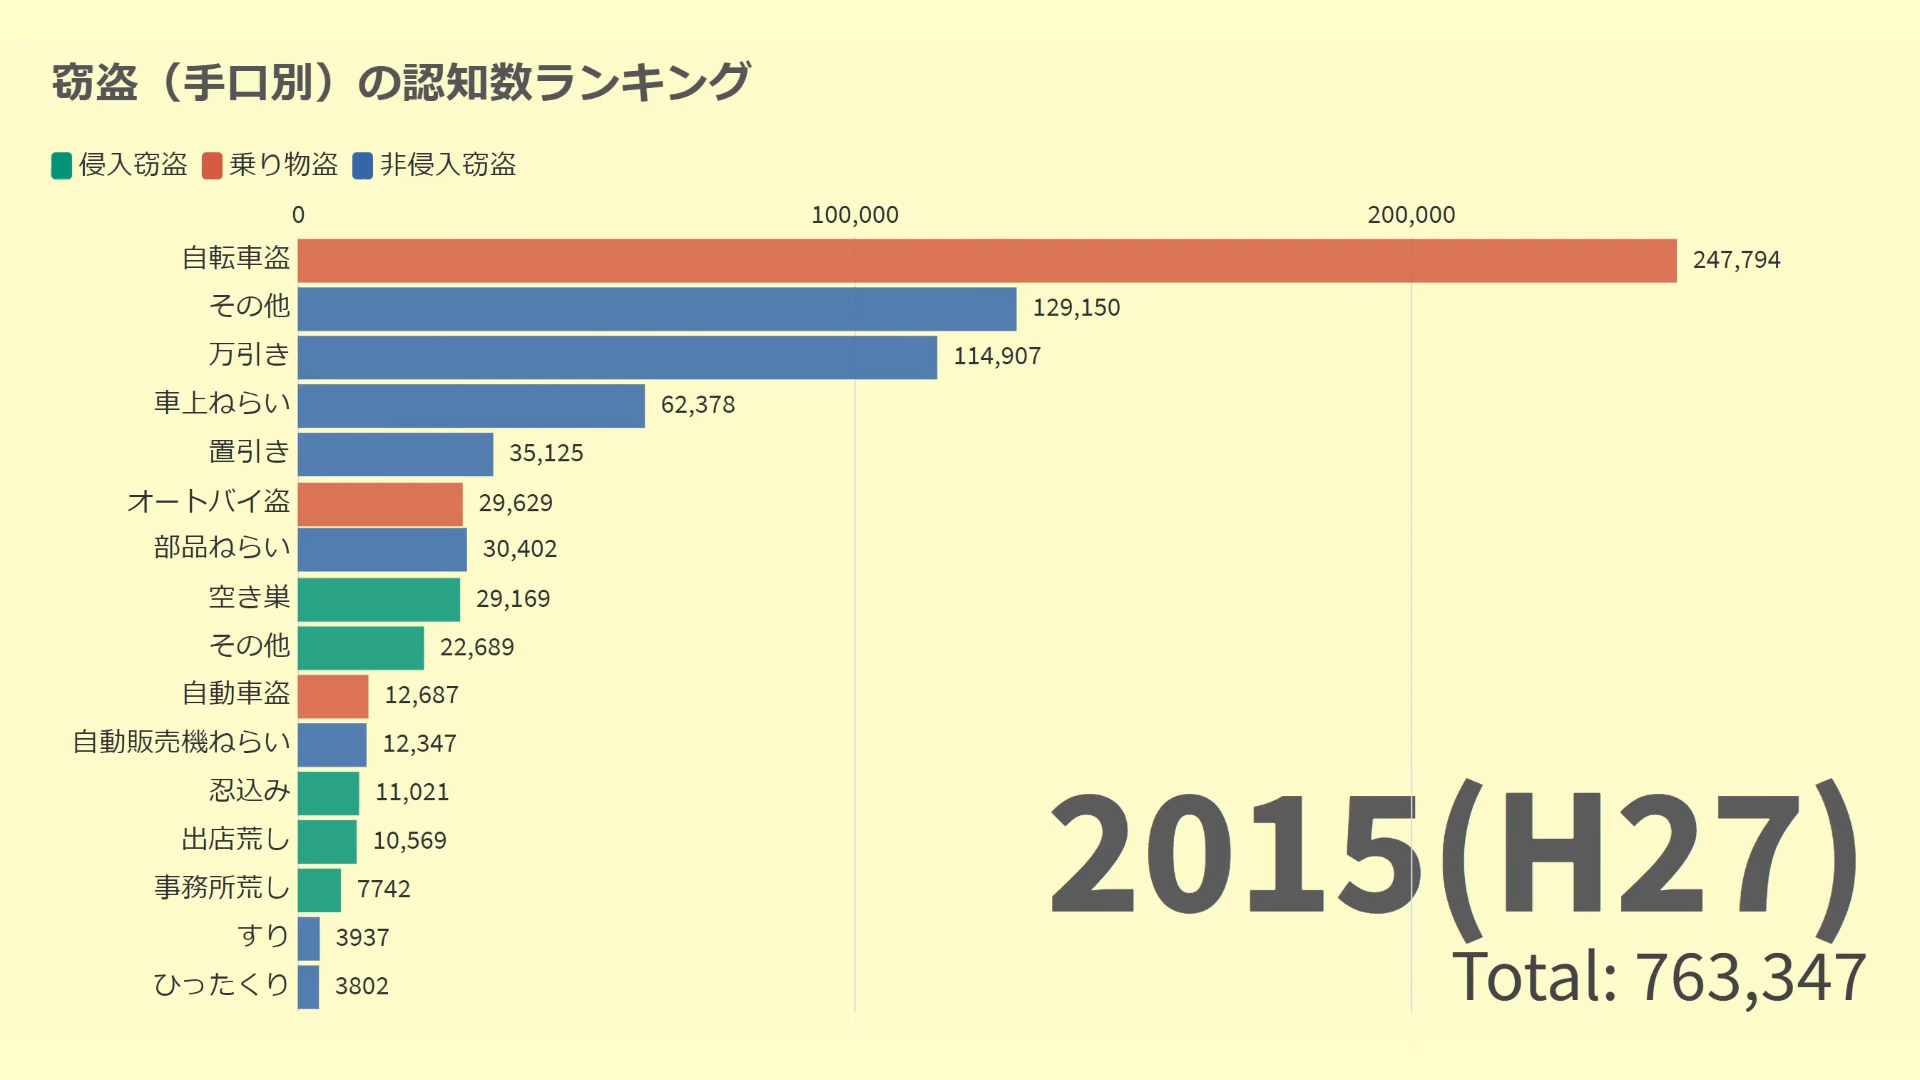 窃盗（手口別）の認知数ランキング
侵入窃盗 乗り物盗 非侵入窃盗
0 100,000 200,000
自転車盗 247,794
その他 129,150
万引き 114,907
車上ねらい 62,378
置引き 35,125
オートバイ盗 29,629
部品ねらい 30,402
空き巣 29,169
その他 22,689
自動車盗 12,687
自動販売機ねらい 12,347
忍込み 11,021
出店荒し 10,569
事務所荒し 7742
すり 3937
ひったくり 3802
2015(H27)
Total: 763,347